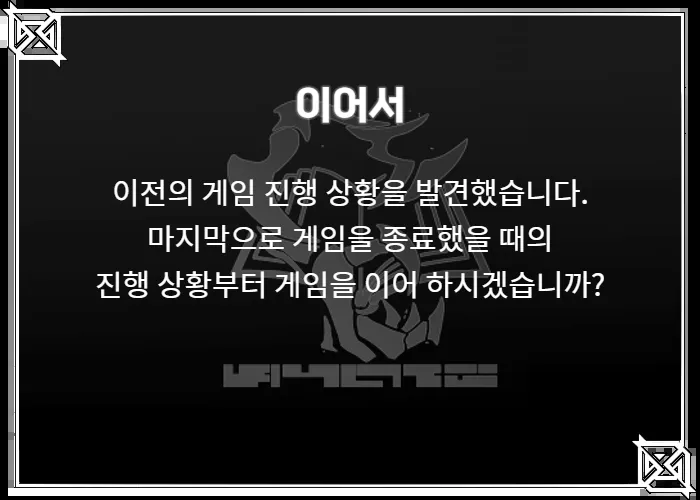 이어서
이전의 게임 진행 상황을 발견했습니다.
마지막으로 게임을 종료했을 때의
진행 상황부터 게임을 이어 하시겠습니까?